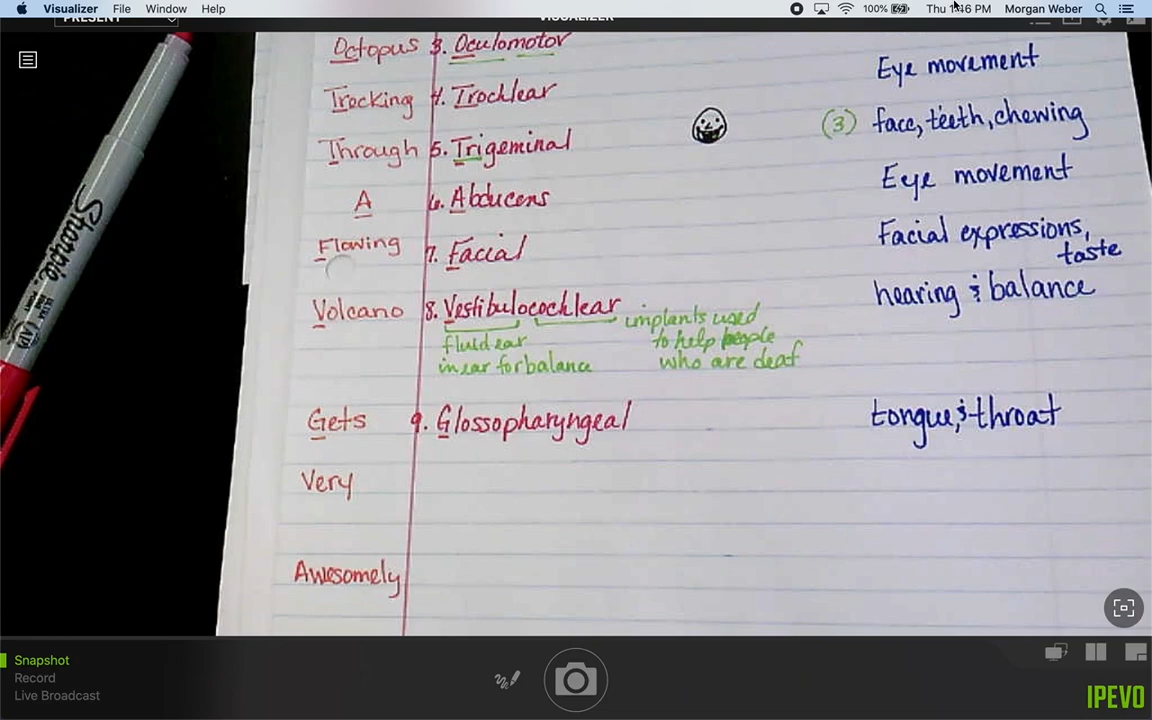 Visualizer File Window Help 100% Thu 1:46 PM Morgan Weber
PRESENT VISUALIZER
Octopus 3. Oculomotor Eye movement
Trocking 4. Trochlear (3) face, teeth, chewing
Through 5. Trigeminal Eye movement
A 6. Abducens Facial expressions,
taste
Flowing 7. Facial hearing & balance
Volcano 8. Vestibulocochlear implants used
fluid ear to help people
in ear for balance who are deaf
Gets 9. Glossopharyngeal tongue, & throat
Very
Awesomely
Sharpie
Snapshot
Record
Live Broadcast
IPEVO